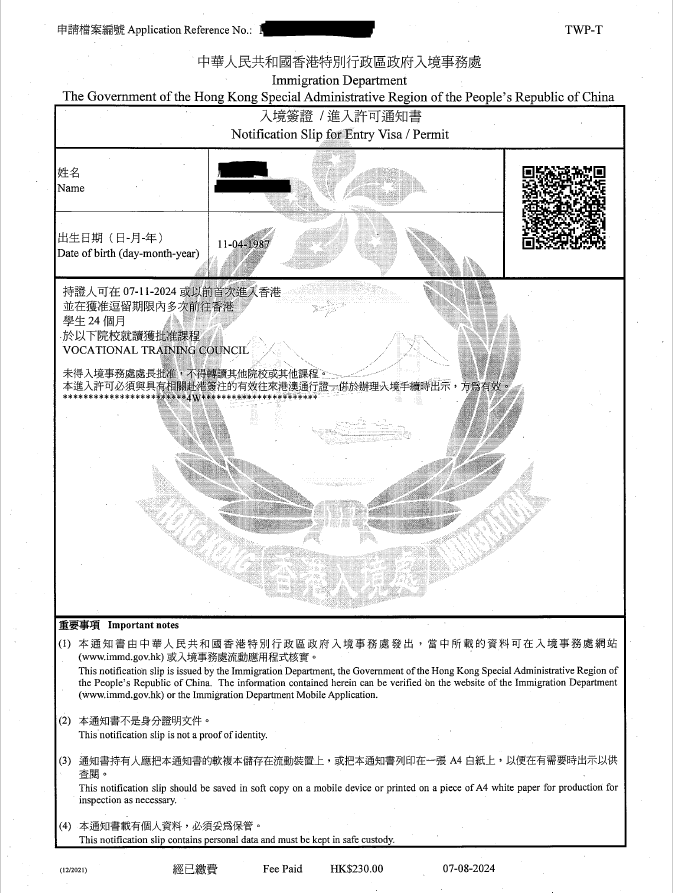 申請檔案編號 Application Reference No.:
TWP-T
中華人民共和國香港特別行政區政府入境事務處
Immigration Department
The Government of the Hong Kong Special Administrative Region of the People's Republic of China
入境簽證 / 進入許可通知書
Notification Slip for Entry Visa / Permit
姓名
Name
出生日期（日-月-年）
Date of birth (day-month-year)
11-04-1987
持證人可在 07-11-2024 或以前首次進入香港
並在獲准逗留期限內多次前往香港
學生 24 個月
於以下院校就讀獲批准課程
VOCATIONAL TRAINING COUNCIL
未得入境事務處處長批准，不得轉讀其他院校或其他課程。
本進入許可必須與具有相關赴港簽注的有效往來港澳通行證一併於辦理入境手續時出示，方為有效。
************************4W***********************
HONG KONG
香港入境處
IMMIGRATION
重要事項 Important notes
(1) 本通知書由中華人民共和國香港特別行政區政府入境事務處發出，當中所載的資料可在入境事務處網站
(www.immd.gov.hk) 或入境事務處流動應用程式核實。
This notification slip is issued by the Immigration Department, the Government of the Hong Kong Special Administrative Region of
the People's Republic of China. The information contained herein can be verified on the website of the Immigration Department
(www.immd.gov.hk) or the Immigration Department Mobile Application.
(2) 本通知書不是身分證明文件。
This notification slip is not a proof of identity.
(3) 通知書持有人應把本通知書的軟複本儲存在流動裝置上，或把本通知書列印在一張 A4 白紙上，以便在有需要時出示以供
查閱。
This notification slip should be saved in soft copy on a mobile device or printed on a piece of A4 white paper for production for
inspection as necessary.
(4) 本通知書載有個人資料，必須妥為保管。
This notification slip contains personal data and must be kept in safe custody.
(12/2021)
經已繳費
Fee Paid
HK$230.00
07-08-2024